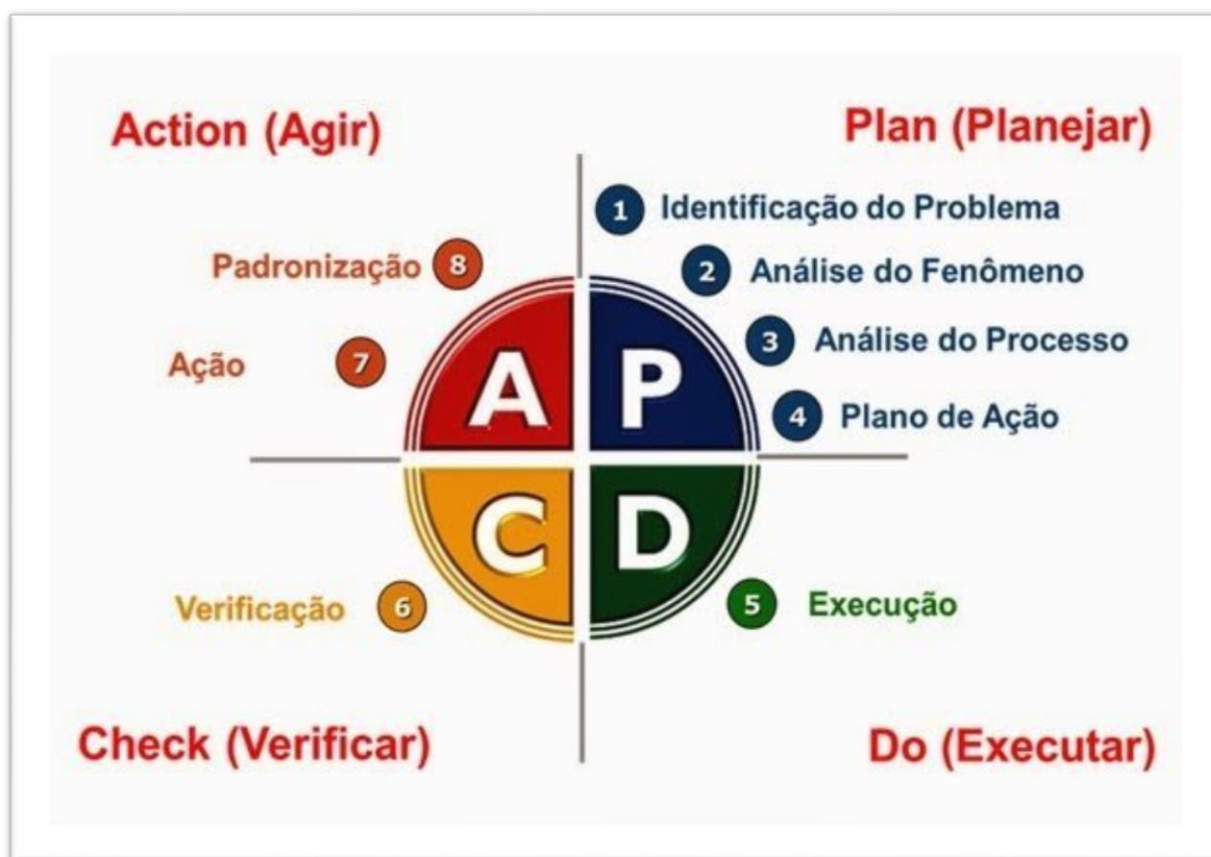 Action (Agir)
Plan (Planejar)
1 Identificação do Problema
2 Análise do Fenômeno
3 Análise do Processo
4 Plano de Ação
Padronização 8
Ação 7
A P
C D
Verificação 6
5 Execução
Check (Verificar)
Do (Executar)